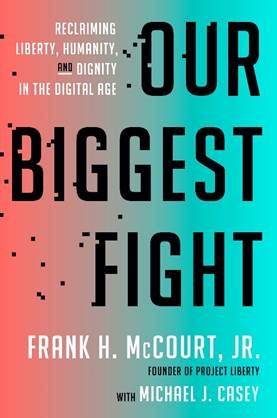 RECLAIMING
LIBERTY, HUMANITY,
AND DIGNITY
IN THE DIGITAL AGE
OUR
BIGGEST
FIGHT
FRANK H. McCOURT, JR.
FOUNDER OF PROJECT LIBERTY
WITH MICHAEL J. CASEY